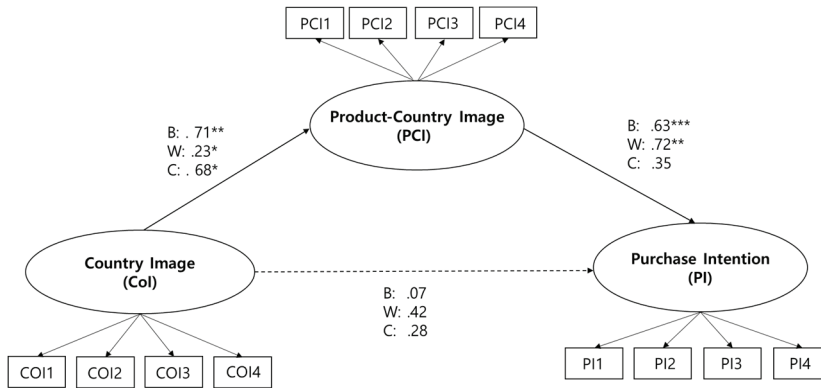 PCI1 PCI2 PCI3 PCI4
Product-Country Image
(PCI)
B: . 71**
W: .23*
C: . 68*
B: .63***
W: .72**
C: .35
Country Image
(CoI)
Purchase Intention
(PI)
B: .07
W: .42
C: .28
COI1 COI2 COI3 COI4
PI1 PI2 PI3 PI4